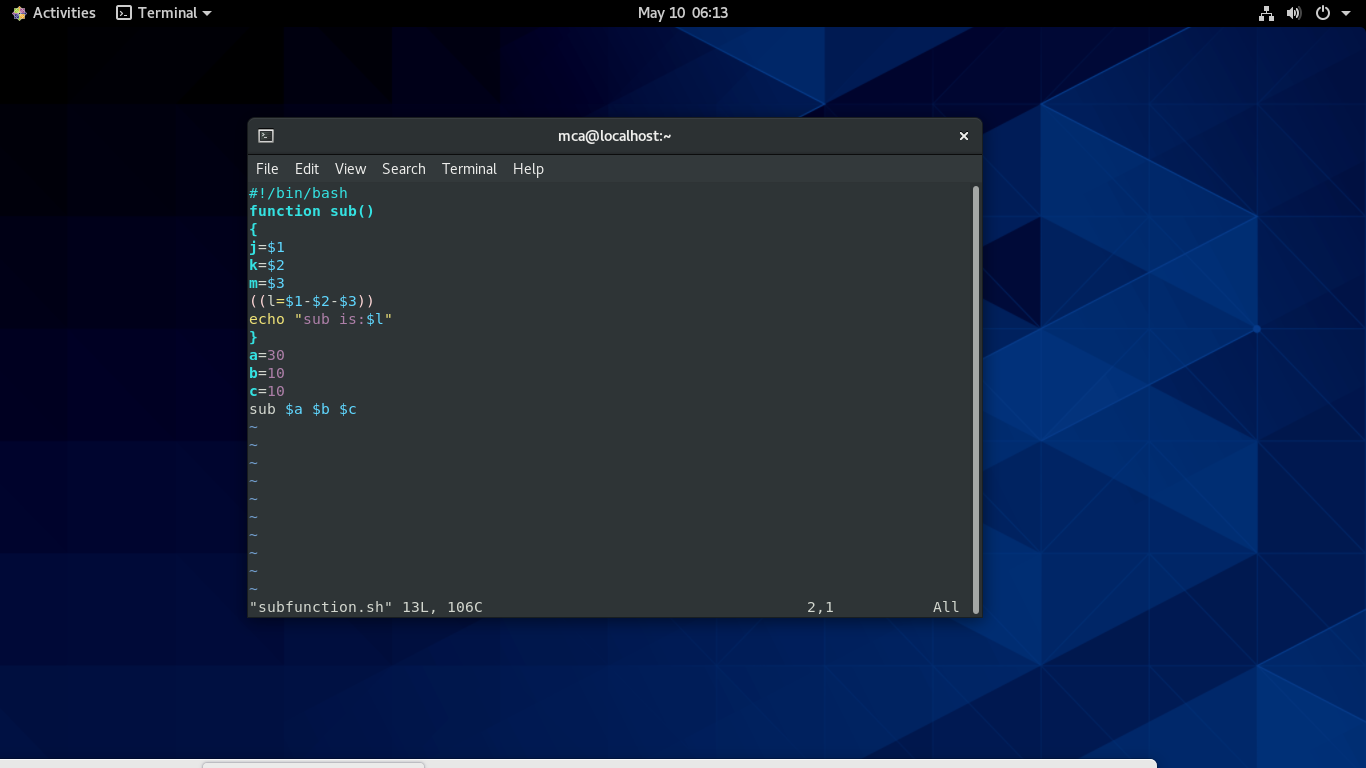 Activities Terminal May 10 06:13
mca@localhost:~
File Edit View Search Terminal Help
#!/bin/bash
function sub()
{
j=$1
k=$2
m=$3
((l=$1-$2-$3))
echo "sub is:$l"
}
a=30
b=10
c=10
sub $a $b $c
~
~
~
~
~
~
~
~
~
~
"subfunction.sh" 13L, 106C 2,1 All